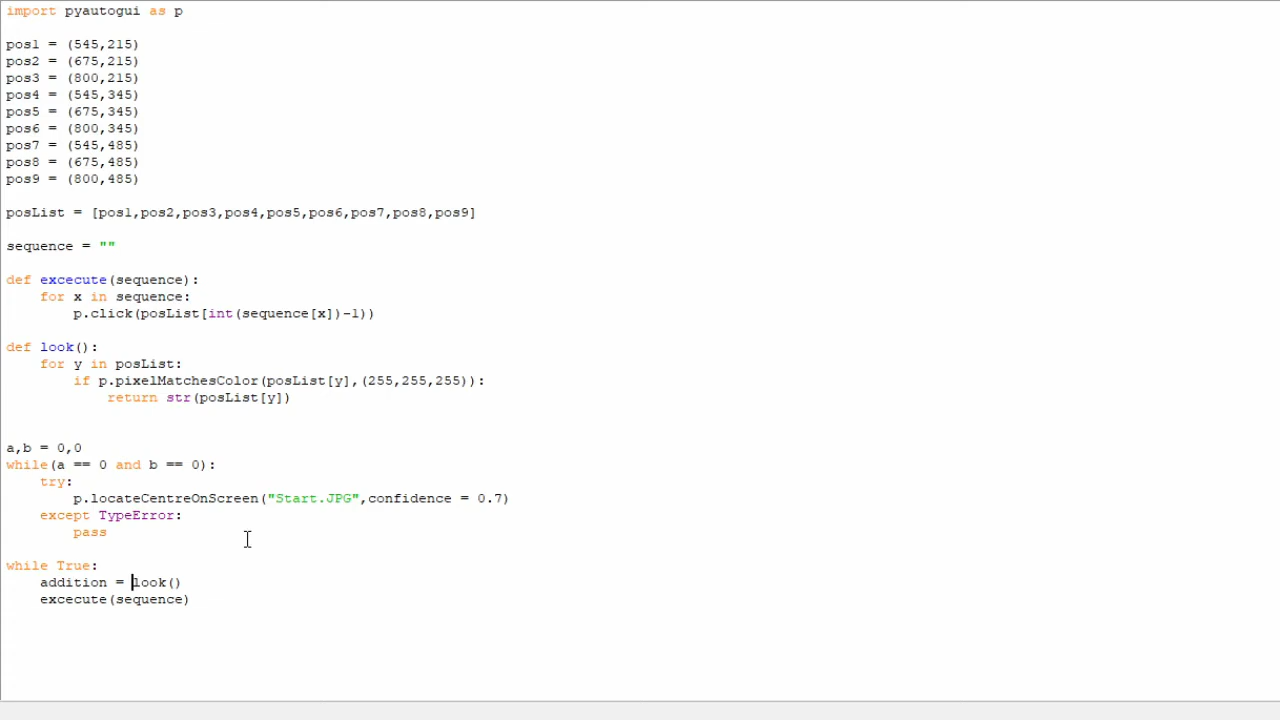 import pyautogui as p
pos1 = (545,215)
pos2 = (675,215)
pos3 = (800,215)
pos4 = (545,345)
pos5 = (675,345)
pos6 = (800,345)
pos7 = (545,485)
pos8 = (675,485)
pos9 = (800,485)
posList = [pos1,pos2,pos3,pos4,pos5,pos6,pos7,pos8,pos9]
sequence = ""
def excecute(sequence):
    for x in sequence:
        p.click(posList[int(sequence[x])-1))
def look():
    for y in posList:
        if p.pixelMatchesColor(posList[y],(255,255,255)):
            return str(posList[y])
a,b = 0,0
while(a == 0 and b == 0):
    try:
        p.locateCentreOnScreen("Start.JPG",confidence = 0.7)
    except TypeError:
        pass
while True:
    addition = look()
    excecute(sequence)